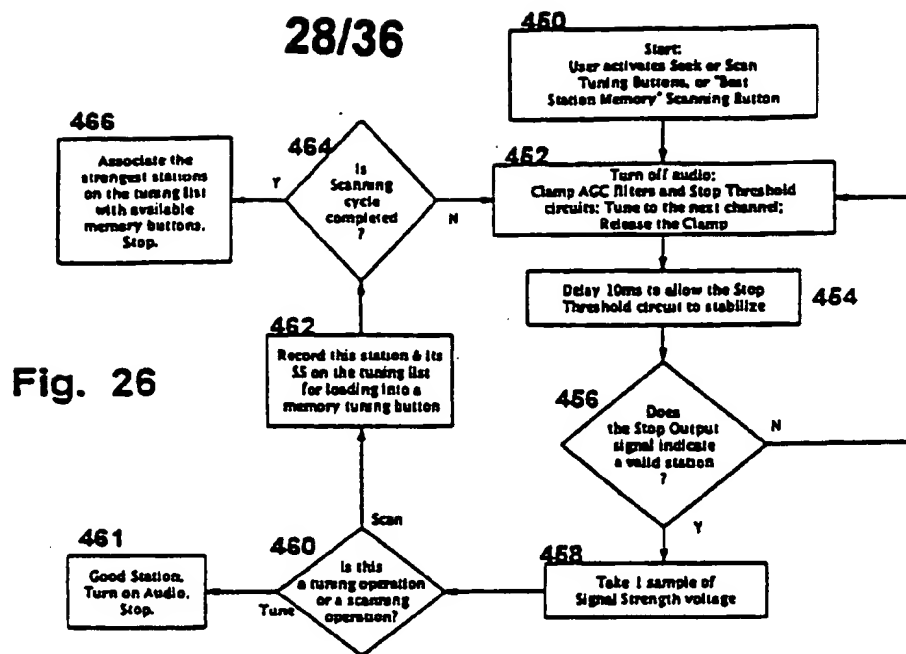 28/36
450
Start:
User activates Seek or Scan
Tuning Buttons, or "Best
Station Memory" Scanning Button
466
Associate the
strongest stations
on the tuning list
with available
memory buttons.
Stop.
464
Is
Scanning
cycle
completed
?
Y
N
452
Turn off audio;
Clamp AGC filters and Stop Threshold
circuits; Tune to the next channel;
Release the Clamp
Delay 10ms to allow the Stop
Threshold circuit to stabilize
454
462
Record this station & its
SS on the tuning list
for loading into a
memory tuning button
Fig. 26
456
Does
the Stop Output
signal indicate
a valid station
?
N
Y
Scan
461
Good Station.
Turn on Audio.
Stop.
460
Is this
a tuning operation
or a scanning
operation?
Tune
458
Take 1 sample of
Signal Strength voltage